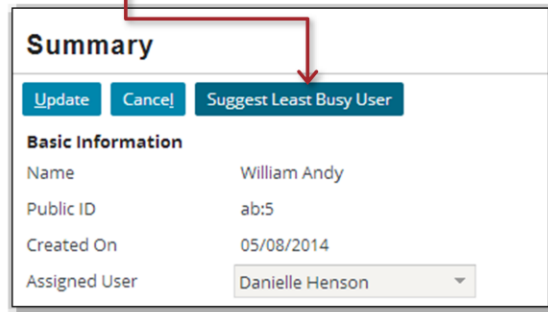 Summary
Update Cancel Suggest Least Busy User
Basic Information
Name William Andy
Public ID ab:5
Created On 05/08/2014
Assigned User Danielle Henson